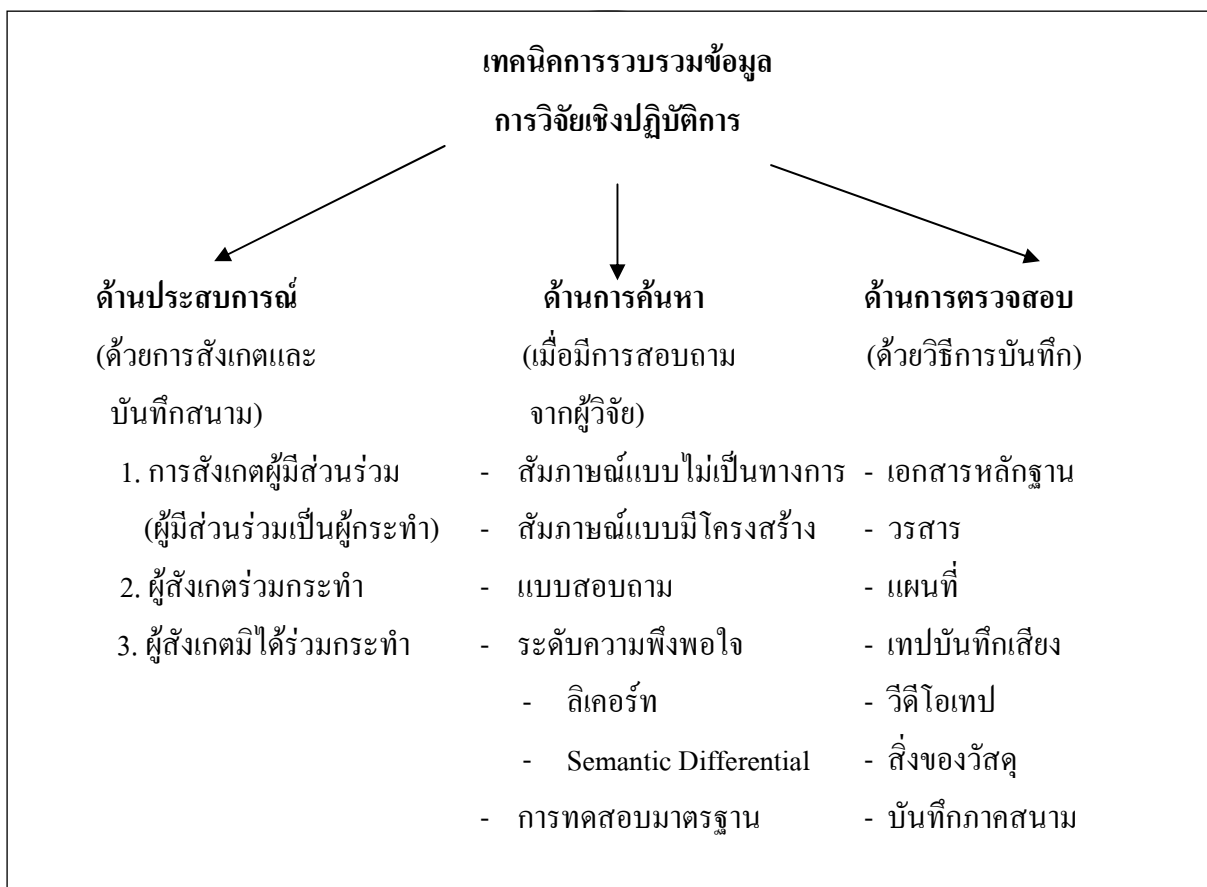 เทคนิคการรวบรวมข้อมูล
การวิจัยเชิงปฏิบัติการ
ด้านประสบการณ์
(ด้วยการสังเกตและ
บันทึกสนาม)
1. การสังเกตผู้มีส่วนร่วม
(ผู้มีส่วนร่วมเป็นผู้กระทำ)
2. ผู้สังเกตร่วมกระทำ
3. ผู้สังเกตมิได้ร่วมกระทำ
ด้านการค้นหา
(เมื่อมีการสอบถาม
จากผู้วิจัย)
- สัมภาษณ์แบบไม่เป็นทางการ
- สัมภาษณ์แบบมีโครงสร้าง
- แบบสอบถาม
- ระดับความพึงพอใจ
- ลิเคอร์ท
- Semantic Differential
- การทดสอบมาตรฐาน
ด้านการตรวจสอบ
(ด้วยวิธีการบันทึก)
- เอกสารหลักฐาน
- วรสาร
- แผนที่
- เทปบันทึกเสียง
- วีดีโอเทป
- สิ่งของวัสดุ
- บันทึกภาคสนาม